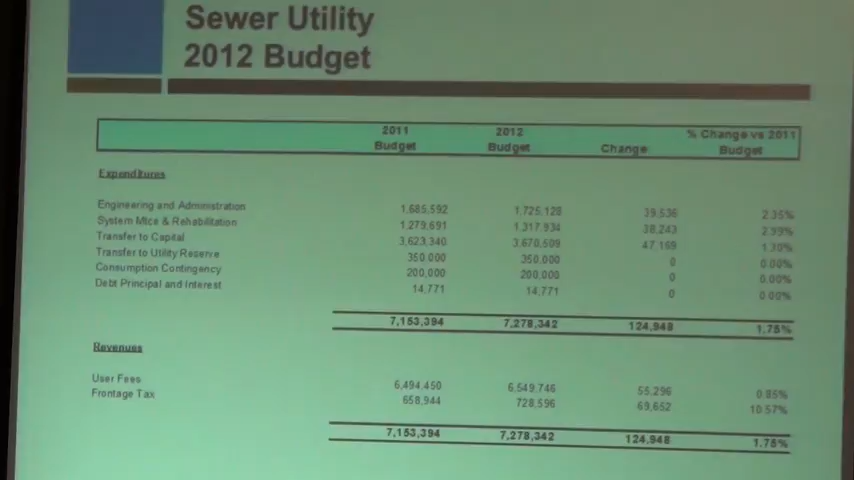 Sewer Utility
2012 Budget
2011 Budget 2012 Budget Change % Change vs 2011 Budget
Expenditures
Engineering and Administration 1,685,592 1,725,128 39,536 2.35%
System Mtce & Rehabilitation 1,279,691 1,317,934 38,243 2.99%
Transfer to Capital 3,623,340 3,670,509 47,169 1.30%
Transfer to Utility Reserve 350,000 350,000 0 0.00%
Consumption Contingency 200,000 200,000 0 0.00%
Debt Principal and Interest 14,771 14,771 0 0.00%
7,153,394 7,278,342 124,948 1.75%
Revenues
User Fees 6,494,450 6,549,746 55,296 0.85%
Frontage Tax 658,944 728,596 69,652 10.57%
7,153,394 7,278,342 124,948 1.75%